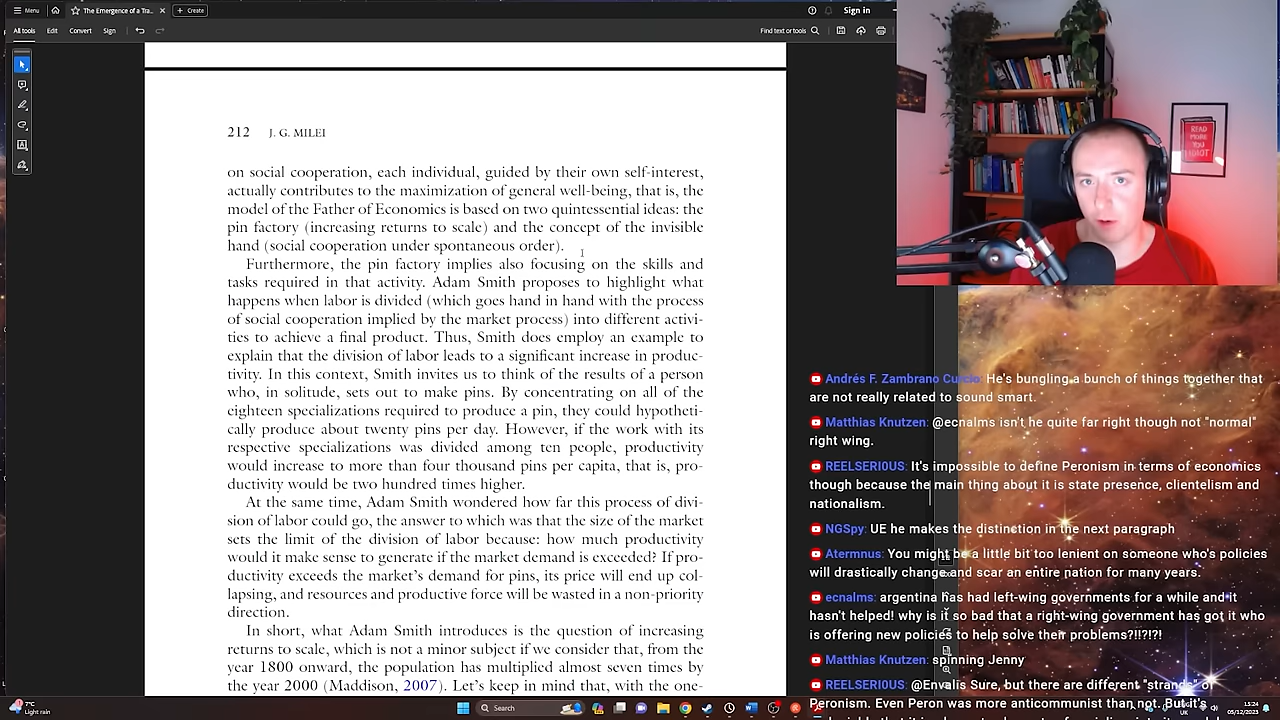 Menu
The Emergence of a Tra...
+ Create
Sign in
All tools Edit Convert Sign
Find text or tools
212 J. G. MILEI
on social cooperation, each individual, guided by their own self-interest,
actually contributes to the maximization of general well-being, that is, the
model of the Father of Economics is based on two quintessential ideas: the
pin factory (increasing returns to scale) and the concept of the invisible
hand (social cooperation under spontaneous order).
Furthermore, the pin factory implies also focusing on the skills and
tasks required in that activity. Adam Smith proposes to highlight what
happens when labor is divided (which goes hand in hand with the process
of social cooperation implied by the market process) into different activi-
ties to achieve a final product. Thus, Smith does employ an example to
explain that the division of labor leads to a significant increase in produc-
tivity. In this context, Smith invites us to think of the results of a person
who, in solitude, sets out to make pins. By concentrating on all of the
eighteen specializations required to produce a pin, they could hypotheti-
cally produce about twenty pins per day. However, if the work with its
respective specializations was divided among ten people, productivity
would increase to more than four thousand pins per capita, that is, pro-
ductivity would be two hundred times higher.
At the same time, Adam Smith wondered how far this process of divi-
sion of labor could go, the answer to which was that the size of the market
sets the limit of the division of labor because: how much productivity
would it make sense to generate if the market demand is exceeded? If pro-
ductivity exceeds the market's demand for pins, its price will end up col-
lapsing, and resources and productive force will be wasted in a non-priority
direction.
In short, what Adam Smith introduces is the question of increasing
returns to scale, which is not a minor subject if we consider that, from the
year 1800 onward, the population has multiplied almost seven times by
the year 2000 (Maddison, 2007). Let's keep in mind that, with the one-
READ
MORE
YOU
IDIOT
Andrés F. Zambrano Curcio: He's bungling a bunch of things together that
are not really related to sound smart.
Matthias Knutzen: @ecnalms isn't he quite far right though not "normal"
right wing.
REELSERI0US: It's impossible to define Peronism in terms of economics
though because the main thing about it is state presence, clientelism and
nationalism.
NGSpy: UE he makes the distinction in the next paragraph
Atermnus: You might be a little bit too lenient on someone who's policies
will drastically change and scar an entire nation for many years.
ecnalms: argentina has had left-wing governments for a while and it
hasn't helped! why is it so bad that a right-wing government has got it who
is offering new policies to help solve their problems?!!?!?!
Matthias Knutzen: spinning Jenny
REELSERI0US: @Envalis Sure, but there are different "strands" of
Peronism. Even Peron was more anticommunist than not. But it's
7°C
Light rain
Search
UK
15:24
05/12/2023